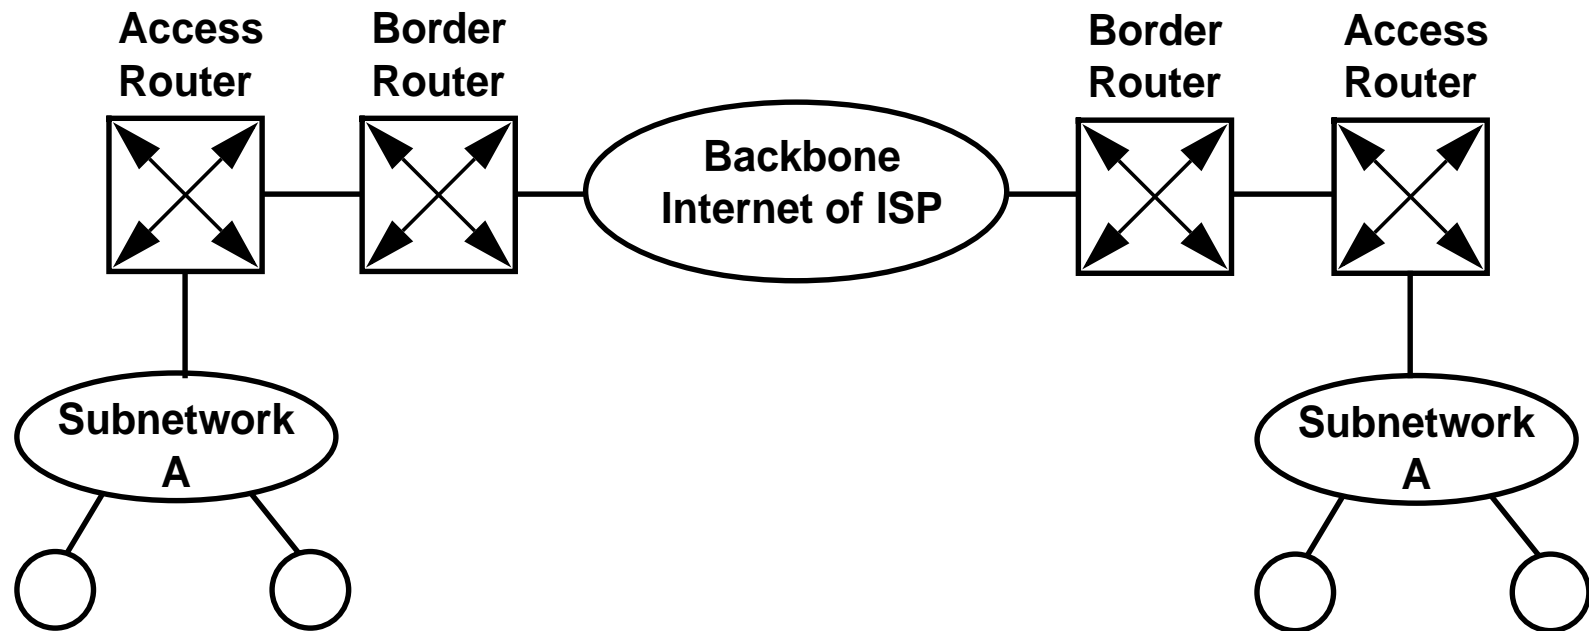 Access
Router
Border
Router
Border
Router
Access
Router
Backbone
Internet of ISP
Subnetwork
A
Subnetwork
A